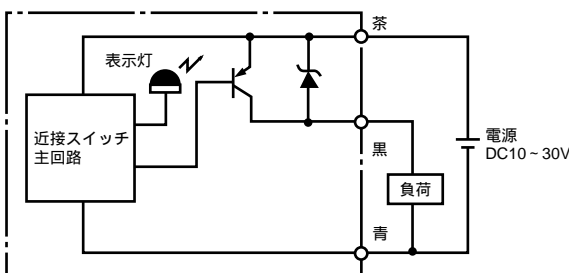 茶
表示灯
近接スイッチ
主回路
黒
電源
DC10~30V
負荷
青